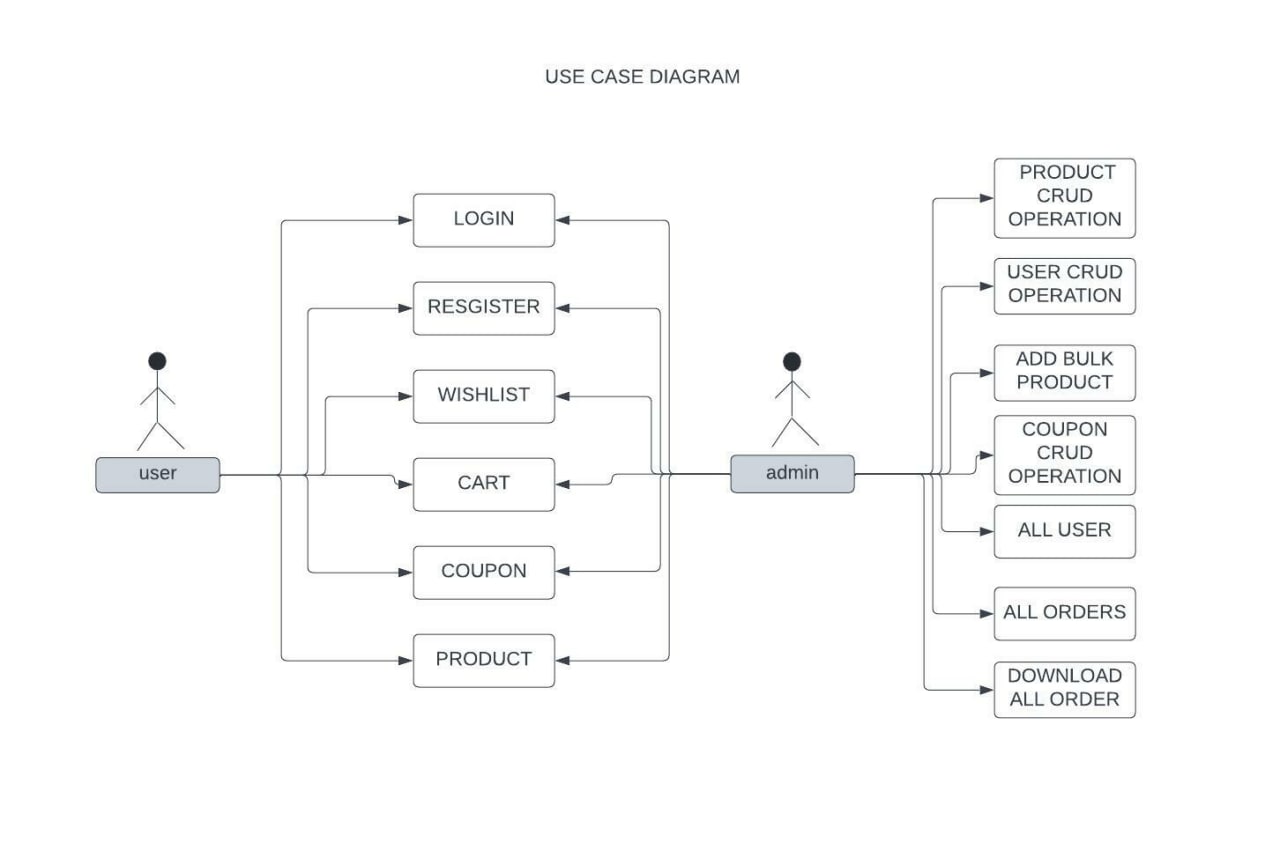 USE CASE DIAGRAM
LOGIN
RESGISTER
WISHLIST
CART
COUPON
PRODUCT
user
admin
PRODUCT
CRUD
OPERATION
USER CRUD
OPERATION
ADD BULK
PRODUCT
COUPON
CRUD
OPERATION
ALL USER
ALL ORDERS
DOWNLOAD
ALL ORDER